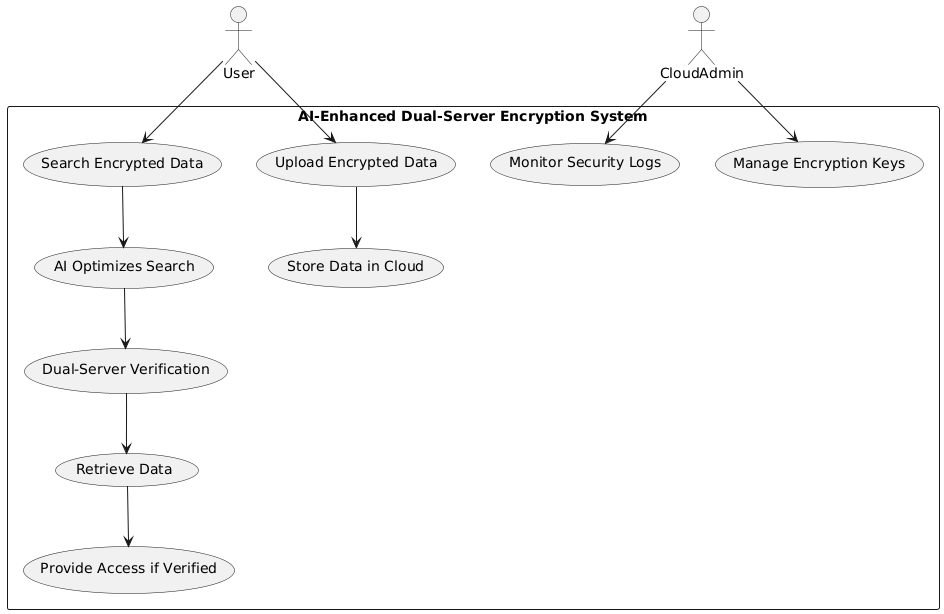 User
CloudAdmin
AI-Enhanced Dual-Server Encryption System
Search Encrypted Data
Upload Encrypted Data
Monitor Security Logs
Manage Encryption Keys
AI Optimizes Search
Store Data in Cloud
Dual-Server Verification
Retrieve Data
Provide Access if Verified